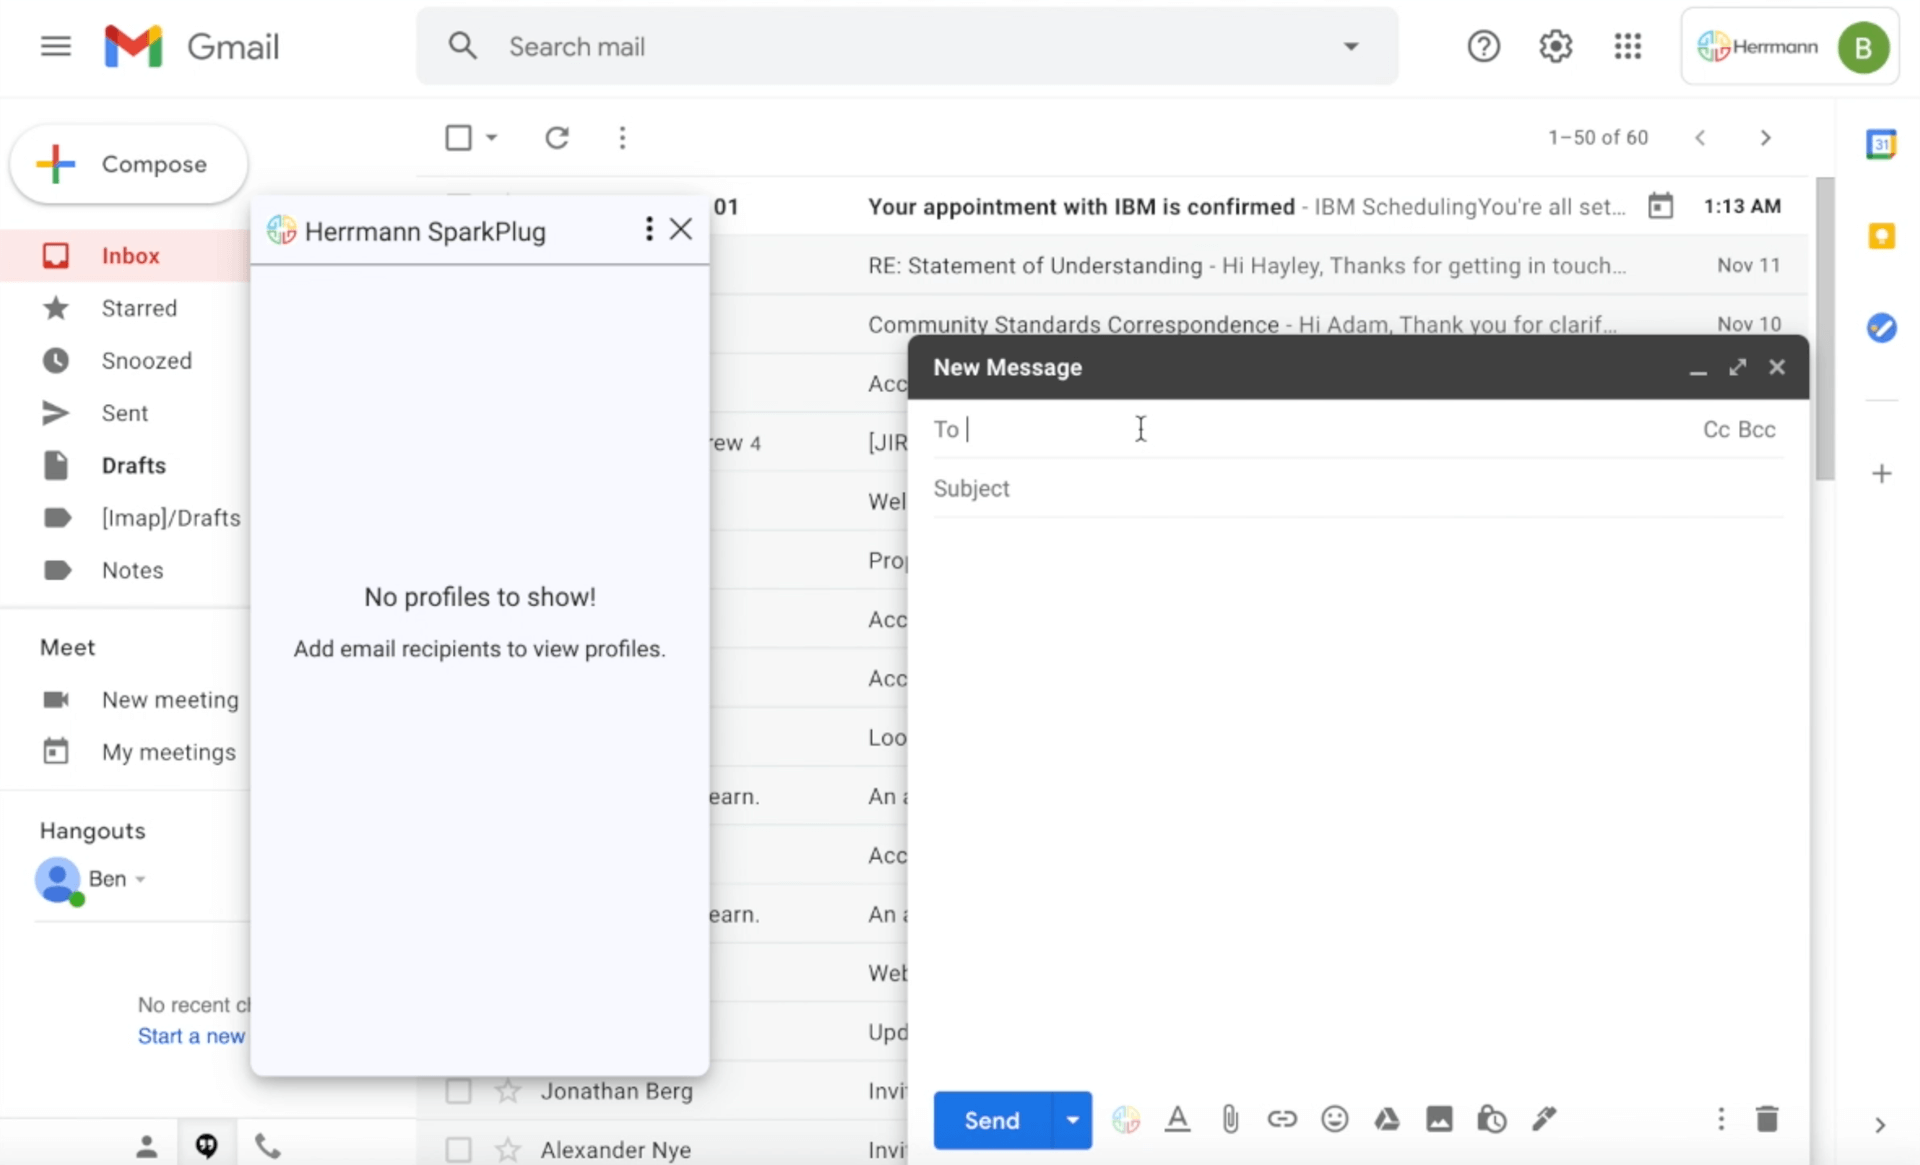 Gmail
Search mail
Herrmann
B
Compose
1–50 of 60
31
Inbox
Starred
Snoozed
Sent
Drafts
[Imap]/Drafts
Notes
Meet
New meeting
My meetings
Hangouts
Ben
No recent
Start a new
Herrmann SparkPlug
No profiles to show!
Add email recipients to view profiles.
01 Your appointment with IBM is confirmed - IBM SchedulingYou're all set... 1:13 AM
RE: Statement of Understanding - Hi Hayley, Thanks for getting in touch... Nov 11
Community Standards Correspondence - Hi Adam, Thank you for clarif... Nov 10
Acc
rew 4 [JIR
Wel
Prop
Acc
Acc
Loo
earn. An a
Acc
earn. An a
Web
Upd
Jonathan Berg Invi
Alexander Nye Invi
New Message
To Cc Bcc
Subject
Send